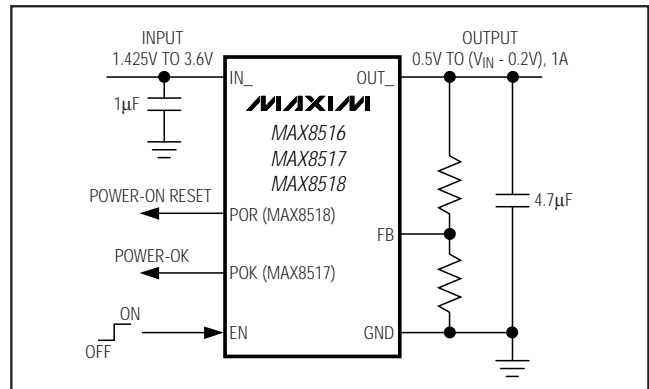 INPUT
1.425V TO 3.6V
OUTPUT
0.5V TO (VIN - 0.2V), 1A
IN_
OUT_
1µF
MAXIM
MAX8516
MAX8517
MAX8518
POWER-ON RESET
POR (MAX8518)
4.7µF
FB
POWER-OK
POK (MAX8517)
ON
OFF
EN
GND